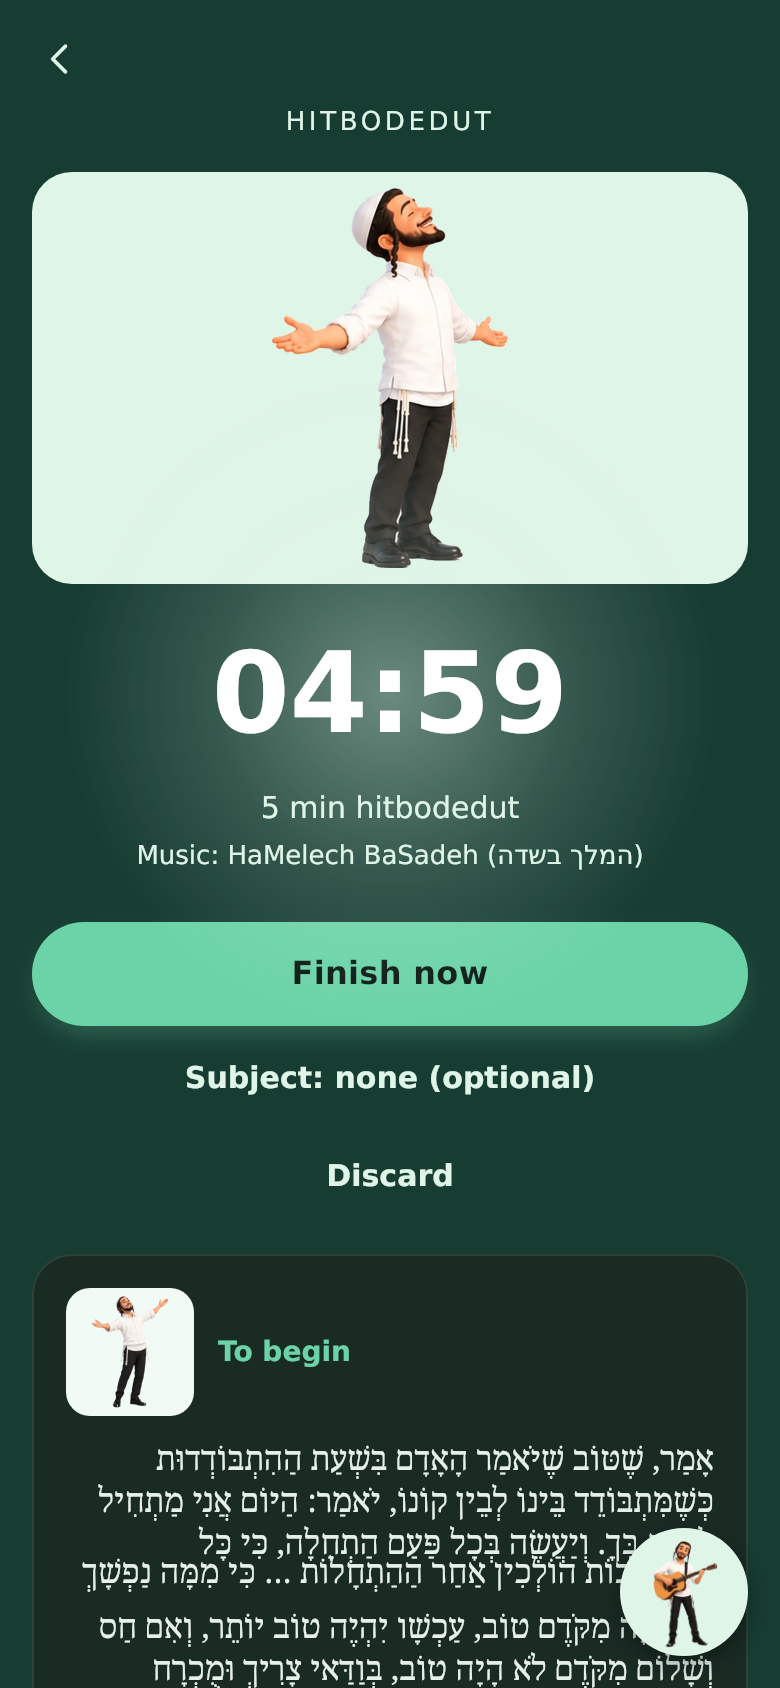 HITBODEDUT
04:59
5 min hitbodedut
Music: HaMelech BaSadeh (המלך בשדה)
Finish now
Subject: none (optional)
Discard
To begin
אָמַר, שֶׁטּוֹב שֶׁיֹּאמַר הָאָדָם בִּשְׁעַת הַהִתְבּוֹדְדוּת
כְּשֶׁמִּתְבּוֹדֵד בֵּינוֹ לְבֵין קוֹנוֹ, יֹאמַר: הַיּוֹם אֲנִי מַתְחִיל
בָּךְ. וְיַעֲשֶׂה בְּכָל פַּעַם הַתְחָלָה, כִּי כָּל
הוֹלְכִין אַחַר הַהַתְחָלוֹת ... כִּי מִמָּה נַפְשָׁךְ
מִקֹּדֶם טוֹב, עַכְשָׁו יִהְיֶה טוֹב יוֹתֵר, וְאִם חַס
וְשָׁלוֹם מִקֹּדֶם לֹא הָיָה טוֹב, בְּוַדַּאי צָרִיךְ וּמֻכְרָח